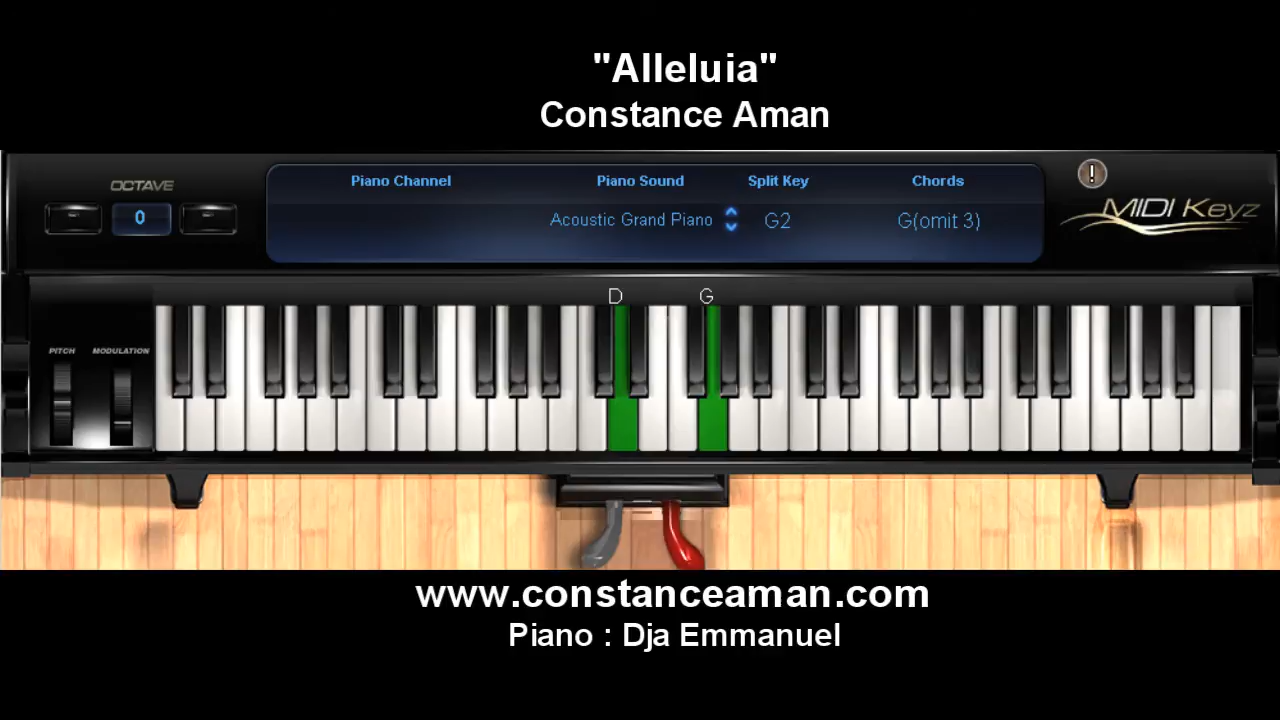 "Alleluia"
Constance Aman
OCTAVE
0
Piano Channel
Piano Sound
Split Key
Chords
Acoustic Grand Piano
G2
G(omit 3)
!
MIDI Keyz
D
G
PITCH
MODULATION
www.constanceaman.com
Piano : Dja Emmanuel